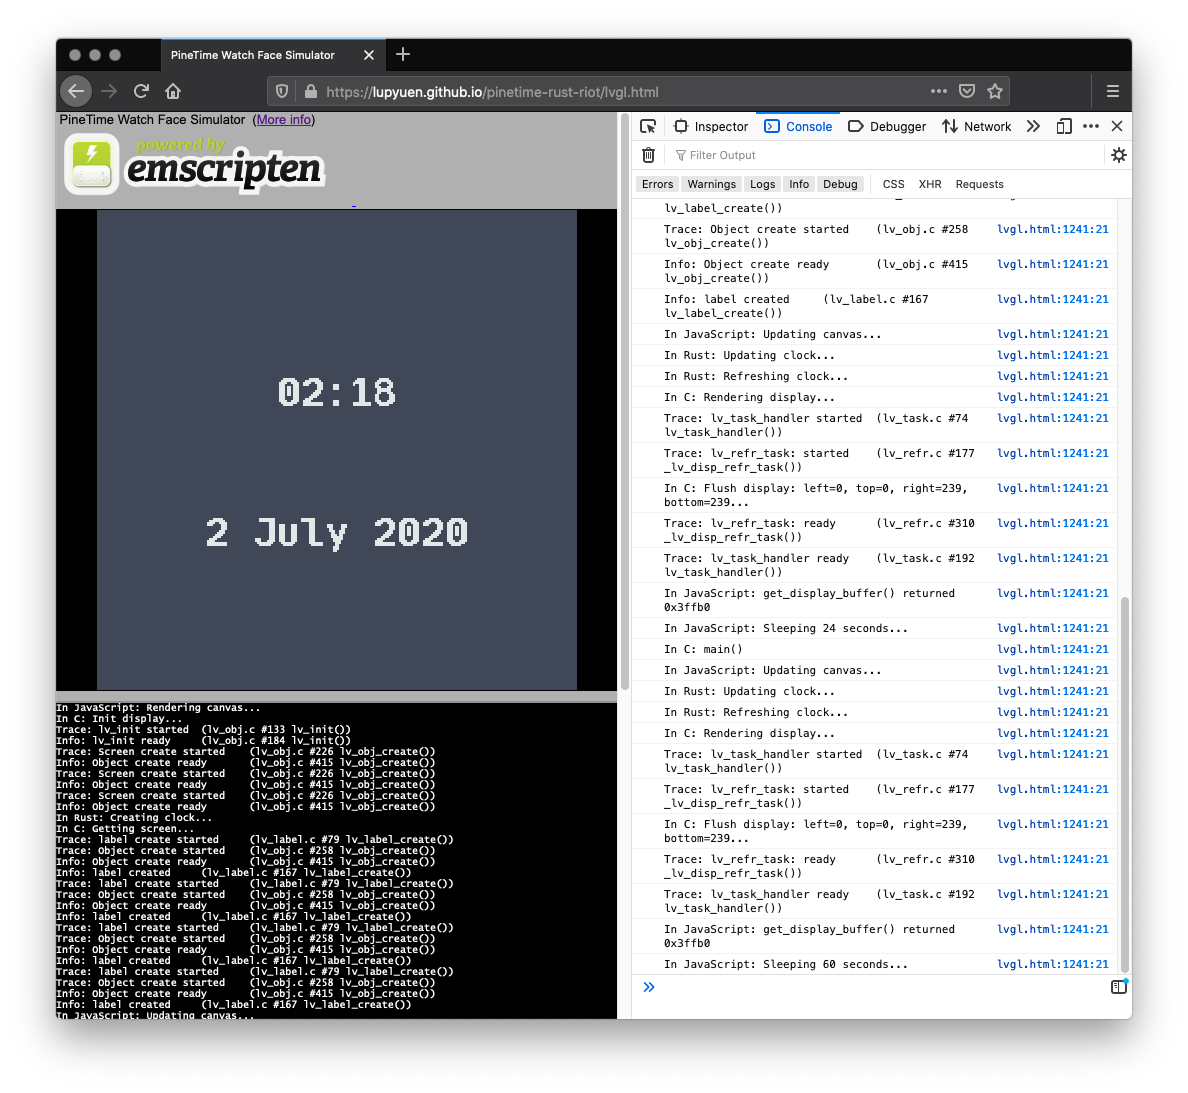 PineTime Watch Face Simulator
https://lupyuen.github.io/pinetime-rust-riot/lvgl.html
PineTime Watch Face Simulator (More info)
powered by
emscripten
02:18
2 July 2020
In JavaScript: Rendering canvas...
In C: Init display...
Trace: lv_init started (lv_obj.c #133 lv_init())
Info: lv_init ready (lv_obj.c #184 lv_init())
Trace: Screen create started (lv_obj.c #226 lv_obj_create())
Info: Object create ready (lv_obj.c #415 lv_obj_create())
Trace: Screen create started (lv_obj.c #226 lv_obj_create())
Info: Object create ready (lv_obj.c #415 lv_obj_create())
Trace: Screen create started (lv_obj.c #226 lv_obj_create())
Info: Object create ready (lv_obj.c #415 lv_obj_create())
In Rust: Creating clock...
In C: Getting screen...
Trace: label create started (lv_label.c #79 lv_label_create())
Trace: Object create started (lv_obj.c #258 lv_obj_create())
Info: Object create ready (lv_obj.c #415 lv_obj_create())
Info: label created (lv_label.c #167 lv_label_create())
Trace: label create started (lv_label.c #79 lv_label_create())
Trace: Object create started (lv_obj.c #258 lv_obj_create())
Info: Object create ready (lv_obj.c #415 lv_obj_create())
Info: label created (lv_label.c #167 lv_label_create())
Trace: label create started (lv_label.c #79 lv_label_create())
Trace: Object create started (lv_obj.c #258 lv_obj_create())
Info: Object create ready (lv_obj.c #415 lv_obj_create())
Info: label created (lv_label.c #167 lv_label_create())
Trace: label create started (lv_label.c #79 lv_label_create())
Trace: Object create started (lv_obj.c #258 lv_obj_create())
Info: Object create ready (lv_obj.c #415 lv_obj_create())
Info: label created (lv_label.c #167 lv_label_create())
In JavaScript: Updating canvas...
Inspector Console Debugger Network
Filter Output
Errors Warnings Logs Info Debug CSS XHR Requests
lv_label_create())
Trace: Object create started (lv_obj.c #258 lvgl.html:1241:21
lv_obj_create())
Info: Object create ready (lv_obj.c #415 lvgl.html:1241:21
lv_obj_create())
Info: label created (lv_label.c #167 lvgl.html:1241:21
lv_label_create())
In JavaScript: Updating canvas... lvgl.html:1241:21
In Rust: Updating clock... lvgl.html:1241:21
In Rust: Refreshing clock... lvgl.html:1241:21
In C: Rendering display... lvgl.html:1241:21
Trace: lv_task_handler started (lv_task.c #74 lvgl.html:1241:21
lv_task_handler())
Trace: lv_refr_task: started (lv_refr.c #177 lvgl.html:1241:21
_lv_disp_refr_task())
In C: Flush display: left=0, top=0, right=239, lvgl.html:1241:21
bottom=239...
Trace: lv_refr_task: ready (lv_refr.c #310 lvgl.html:1241:21
_lv_disp_refr_task())
Trace: lv_task_handler ready (lv_task.c #192 lvgl.html:1241:21
lv_task_handler())
In JavaScript: get_display_buffer() returned lvgl.html:1241:21
0x3ffb0
In JavaScript: Sleeping 24 seconds... lvgl.html:1241:21
In C: main() lvgl.html:1241:21
In JavaScript: Updating canvas... lvgl.html:1241:21
In Rust: Updating clock... lvgl.html:1241:21
In Rust: Refreshing clock... lvgl.html:1241:21
In C: Rendering display... lvgl.html:1241:21
Trace: lv_task_handler started (lv_task.c #74 lvgl.html:1241:21
lv_task_handler())
Trace: lv_refr_task: started (lv_refr.c #177 lvgl.html:1241:21
_lv_disp_refr_task())
In C: Flush display: left=0, top=0, right=239, lvgl.html:1241:21
bottom=239...
Trace: lv_refr_task: ready (lv_refr.c #310 lvgl.html:1241:21
_lv_disp_refr_task())
Trace: lv_task_handler ready (lv_task.c #192 lvgl.html:1241:21
lv_task_handler())
In JavaScript: get_display_buffer() returned lvgl.html:1241:21
0x3ffb0
In JavaScript: Sleeping 60 seconds... lvgl.html:1241:21